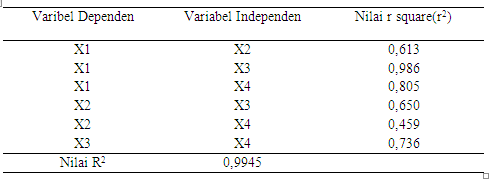 Varibel Dependen Variabel Independen Nilai r square(r²)
X1 X2 0,613
X1 X3 0,986
X1 X4 0,805
X2 X3 0,650
X2 X4 0,459
X3 X4 0,736
Nilai R² 0,9945